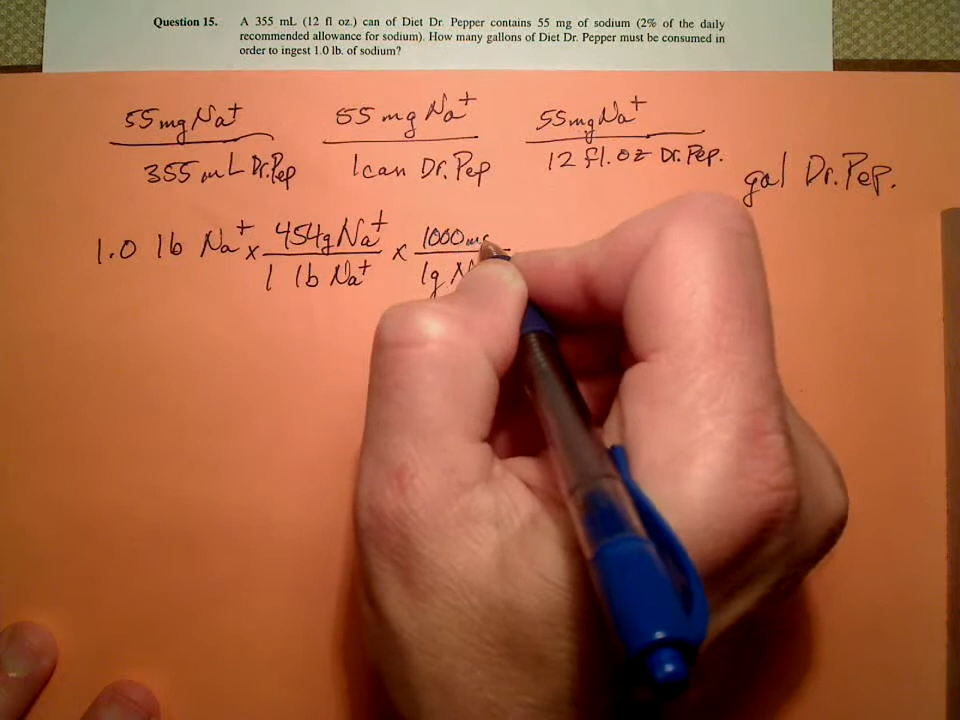 Question 15. A 355 mL (12 fl oz.) can of Diet Dr. Pepper contains 55 mg of sodium (2% of the daily
recommended allowance for sodium). How many gallons of Diet Dr. Pepper must be consumed in
order to ingest 1.0 lb. of sodium?
55 mg Na+ 55 mg Na+ 55 mg Na+
355 mL Dr.Pep 1 can Dr. Pep 12 fl. oz Dr. Pep.
gal Dr. Pep.
1.0 lb Na+ x 454g Na+ x 1000
1 lb Na+ 1g